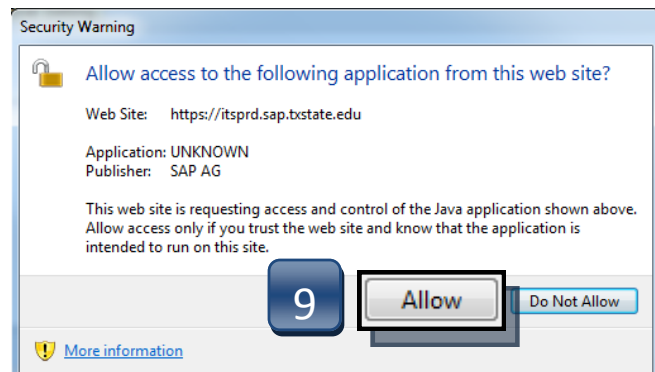 Security Warning
Allow access to the following application from this web site?
Web Site: https://itsprd.sap.txstate.edu
Application: UNKNOWN
Publisher: SAP AG
This web site is requesting access and control of the Java application shown above.
Allow access only if you trust the web site and know that the application is
intended to run on this site.
9 Allow Do Not Allow
More information